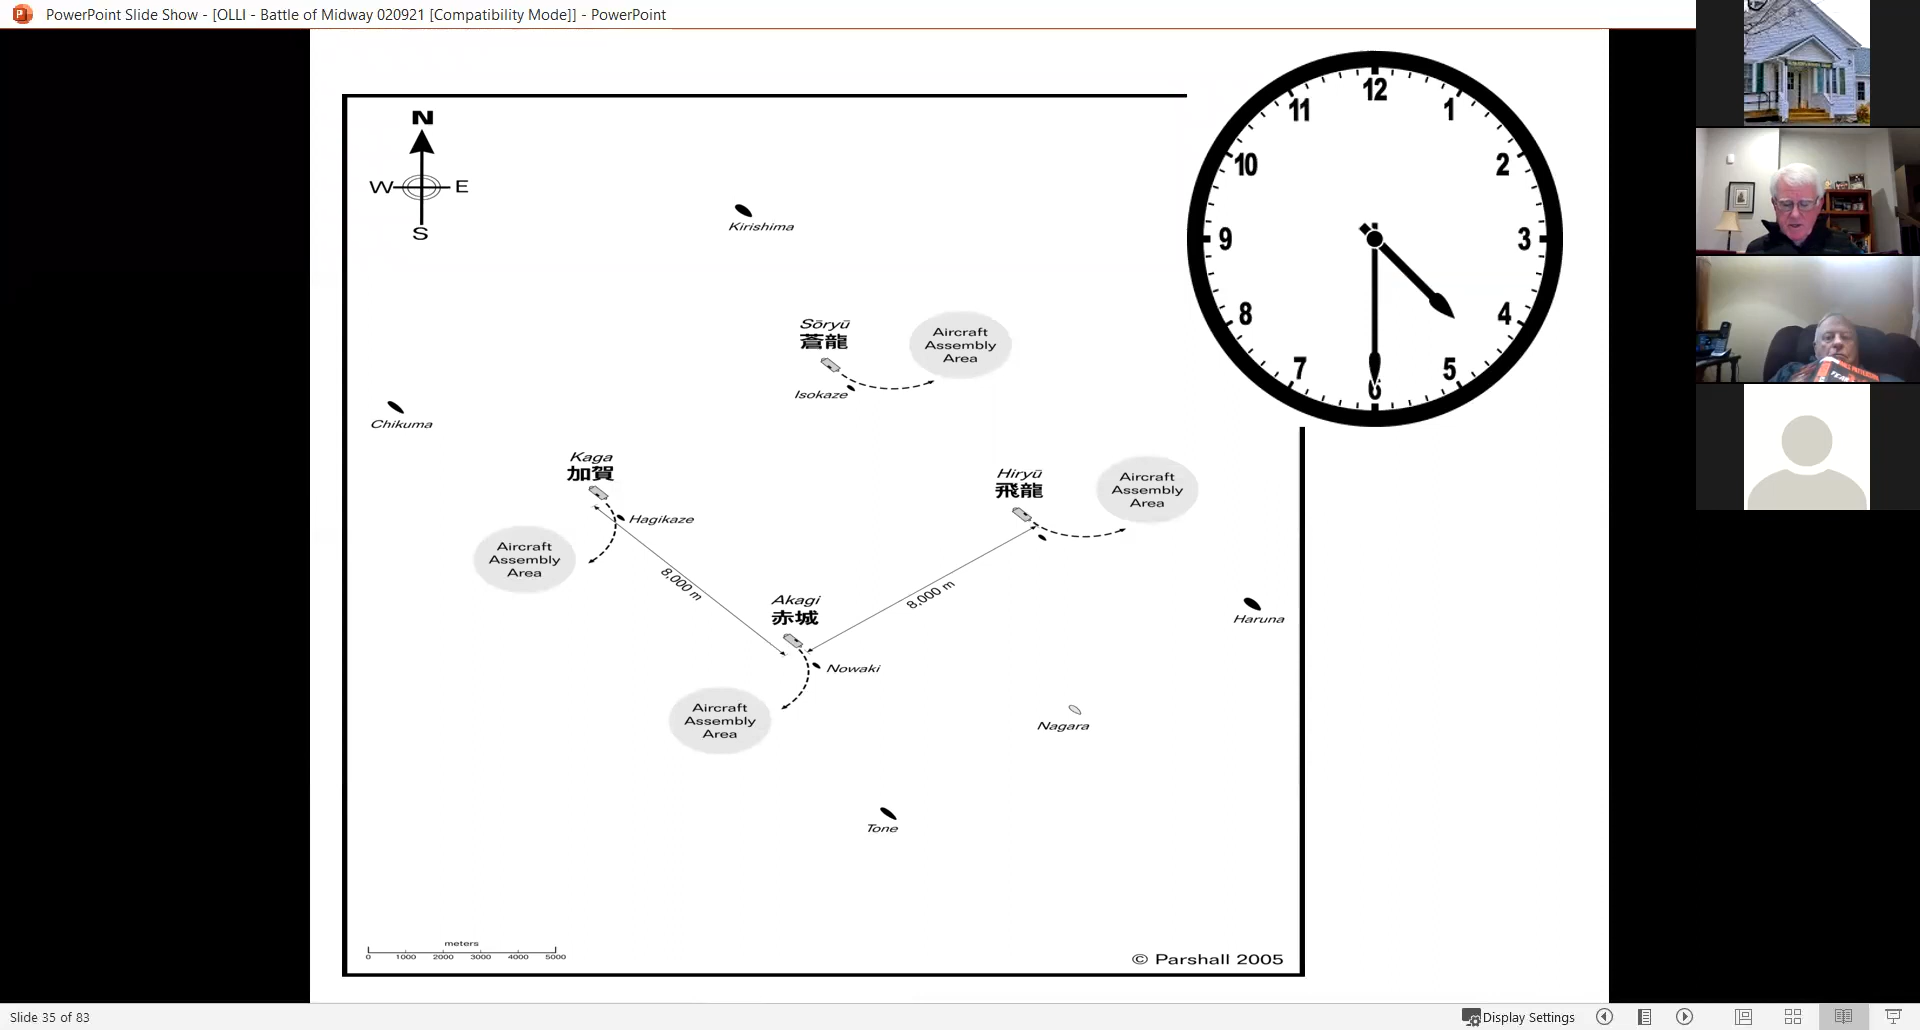 PowerPoint Slide Show - [OLLI - Battle of Midway 020921 [Compatibility Mode]] - PowerPoint
N
W
E
S
Kirishima
Sōryū
蒼龍
Aircraft
Assembly
Area
Isokaze
Chikuma
Kaga
加賀
Hagikaze
Aircraft
Assembly
Area
Hiryū
飛龍
Aircraft
Assembly
Area
8,000 m
8,000 m
Akagi
赤城
Nowaki
Aircraft
Assembly
Area
Haruna
Nagara
Tone
meters
0 1000 2000 3000 4000 5000
© Parshall 2005
12
1
2
3
4
5
6
7
8
9
10
11
Slide 35 of 83
Display Settings